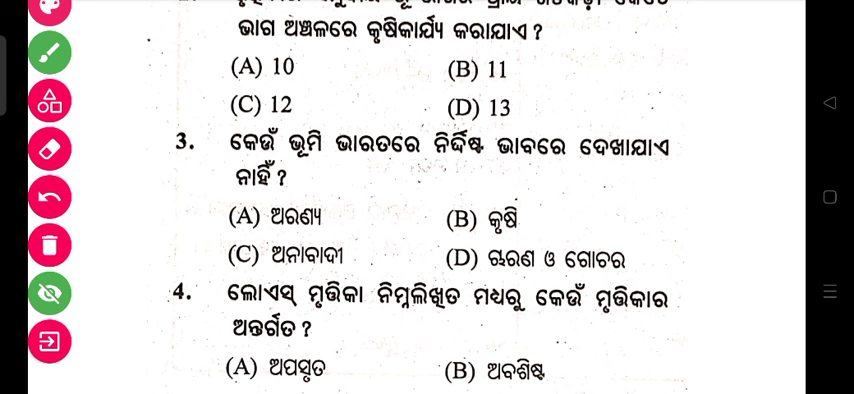 ଭାଗ ଅଞ୍ଚଳରେ କୃଷିକାର୍ଯ୍ୟ କରାଯାଏ ?
(A) 10 (B) 11
(C) 12 (D) 13
3. କେଉଁ ଭୂମି ଭାରତରେ ନିର୍ଦ୍ଦିଷ୍ଟ ଭାବରେ ଦେଖାଯାଏ
ନାହିଁ ?
(A) ଅରଣ୍ୟ (B) କୃଷି
(C) ଅନାବାଦୀ (D) ଚାରଣ ଓ ଗୋଚର
4. ଲୋଏସ୍ ମୃତ୍ତିକା ନିମ୍ନଲିଖିତ ମଧ୍ୟରୁ କେଉଁ ମୃତ୍ତିକାର
ଅନ୍ତର୍ଗତ ?
(A) ଅପସୃତ (B) ଅବଶିଷ୍ଟ